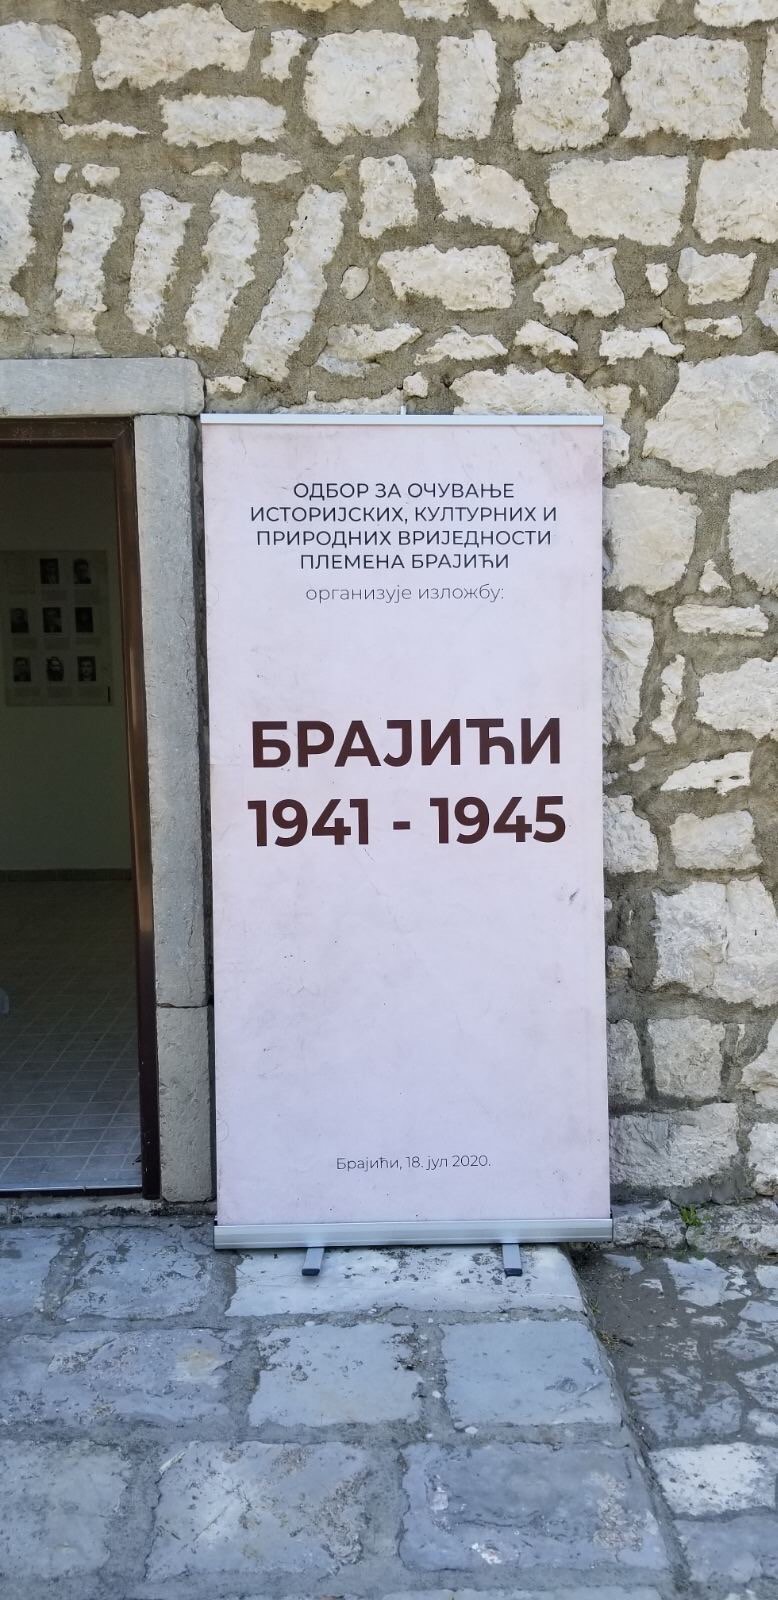 ОДБОР ЗА ОЧУВАЊЕ
ИСТОРИЈСКИХ, КУЛТУРНИХ И
ПРИРОДНИХ ВРИЈЕДНОСТИ
ПЛЕМЕНА БРАЈИЋИ
организује изложбу:
БРАЈИЋИ
1941 - 1945
Брајићи, 18. јул 2020.